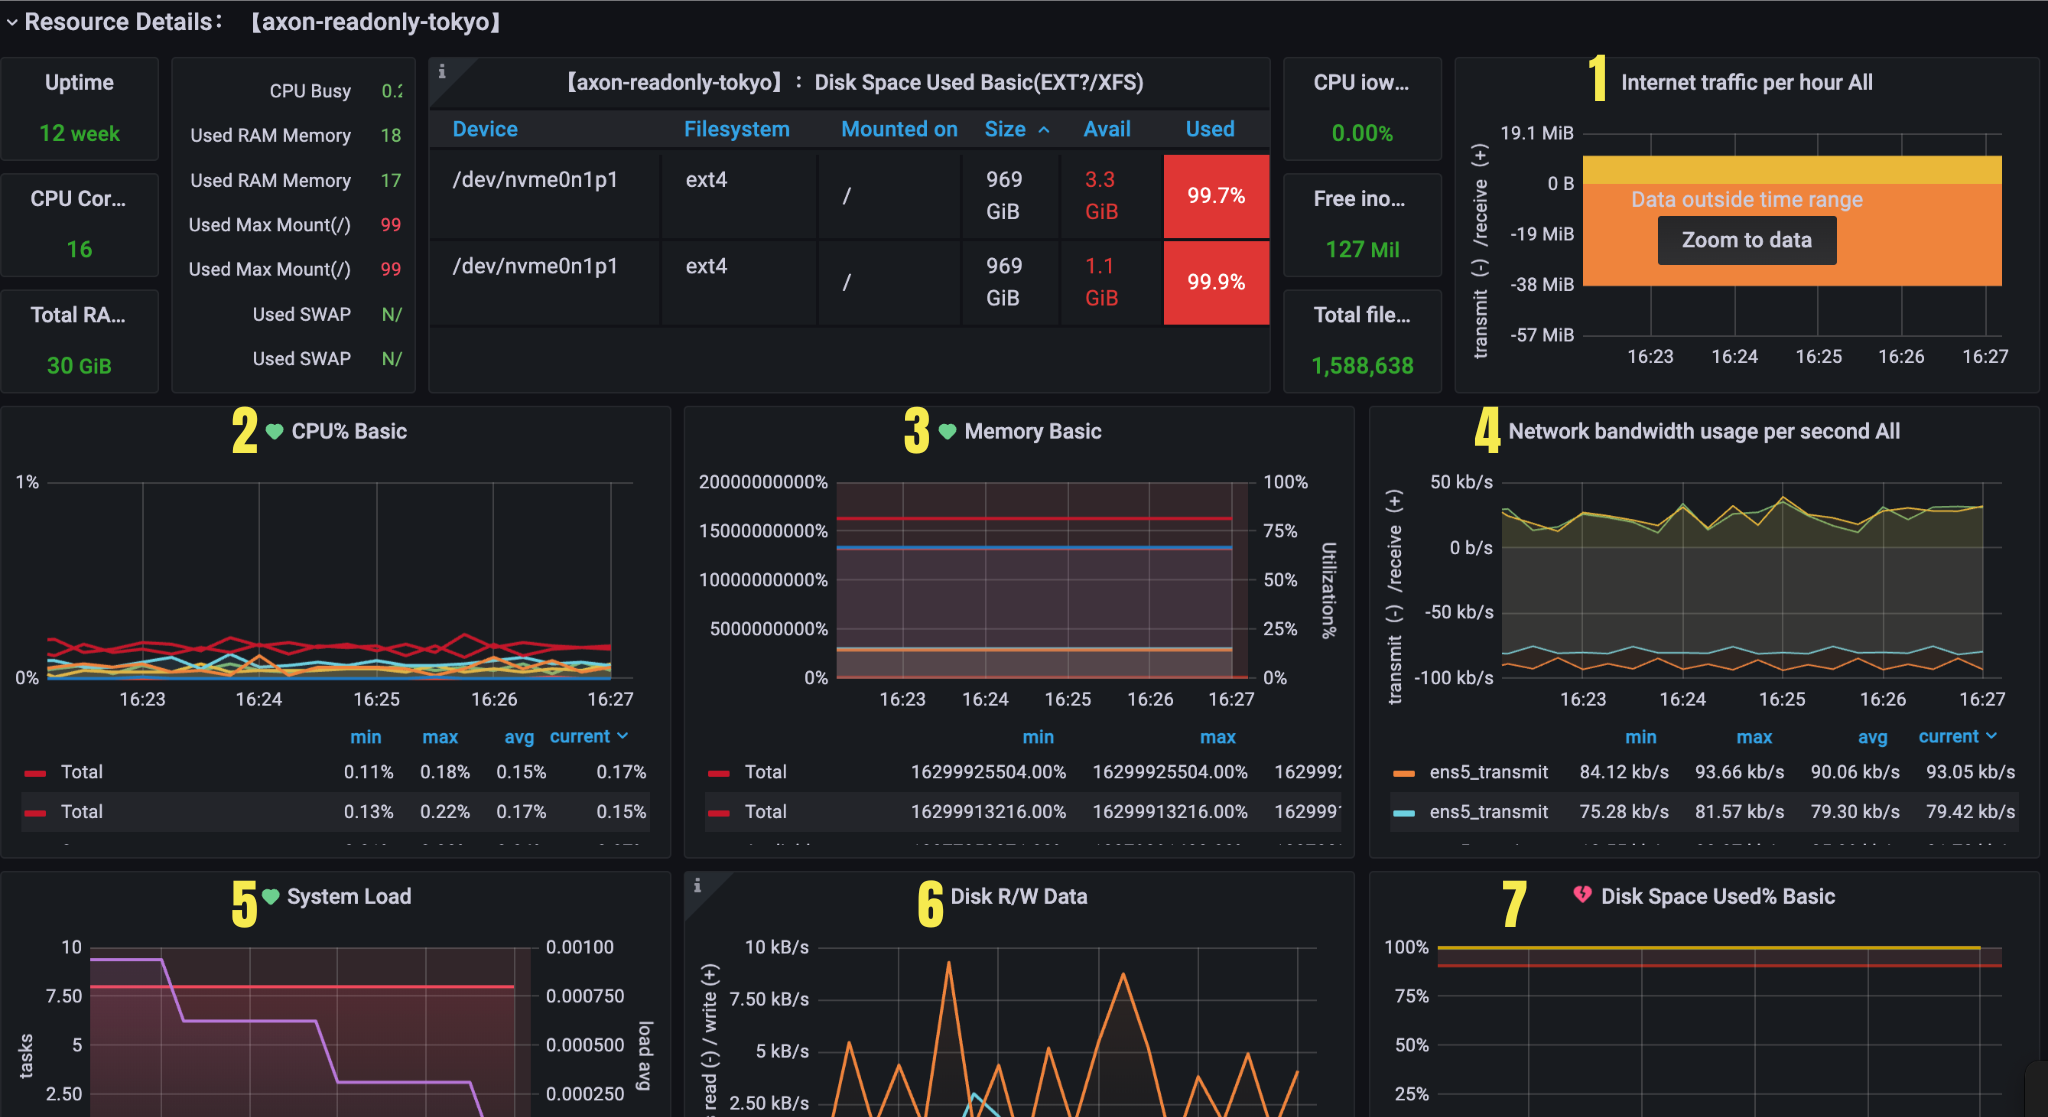 Resource Details： 【axon-readonly-tokyo】
Uptime
12 week
CPU Cor...
16
Total RA...
30 GiB
CPU Busy 0.2
Used RAM Memory 18
Used RAM Memory 17
Used Max Mount(/) 99
Used Max Mount(/) 99
Used SWAP N/
Used SWAP N/
i
【axon-readonly-tokyo】： Disk Space Used Basic(EXT?/XFS)
Device Filesystem Mounted on Size Avail Used
/dev/nvme0n1p1 ext4 / 969 GiB 3.3 GiB 99.7%
/dev/nvme0n1p1 ext4 / 969 GiB 1.1 GiB 99.9%
CPU iow...
0.00%
Free ino...
127 Mil
Total file...
1,588,638
1 Internet traffic per hour All
transmit (-) /receive (+)
19.1 MiB
0 B
-19 MiB
-38 MiB
-57 MiB
Data outside time range
Zoom to data
16:23 16:24 16:25 16:26 16:27
2 CPU% Basic
1%
0%
16:23 16:24 16:25 16:26 16:27
min max avg current
Total 0.11% 0.18% 0.15% 0.17%
Total 0.13% 0.22% 0.17% 0.15%
3 Memory Basic
20000000000% 100%
15000000000% 75%
10000000000% 50%
5000000000% 25%
0% 0%
Utilization%
16:23 16:24 16:25 16:26 16:27
min max
Total 16299925504.00% 16299925504.00% 1629992
Total 16299913216.00% 16299913216.00% 1629991
4 Network bandwidth usage per second All
transmit (-) /receive (+)
50 kb/s
0 b/s
-50 kb/s
-100 kb/s
16:23 16:24 16:25 16:26 16:27
min max avg current
ens5_transmit 84.12 kb/s 93.66 kb/s 90.06 kb/s 93.05 kb/s
ens5_transmit 75.28 kb/s 81.57 kb/s 79.30 kb/s 79.42 kb/s
5 System Load
tasks
10 0.00100
7.50 0.000750
5 0.000500
2.50 0.000250
load avg
i
6 Disk R/W Data
read (-) / write (+)
10 kB/s
7.50 kB/s
5 kB/s
2.50 kB/s
7 Disk Space Used% Basic
100%
75%
50%
25%